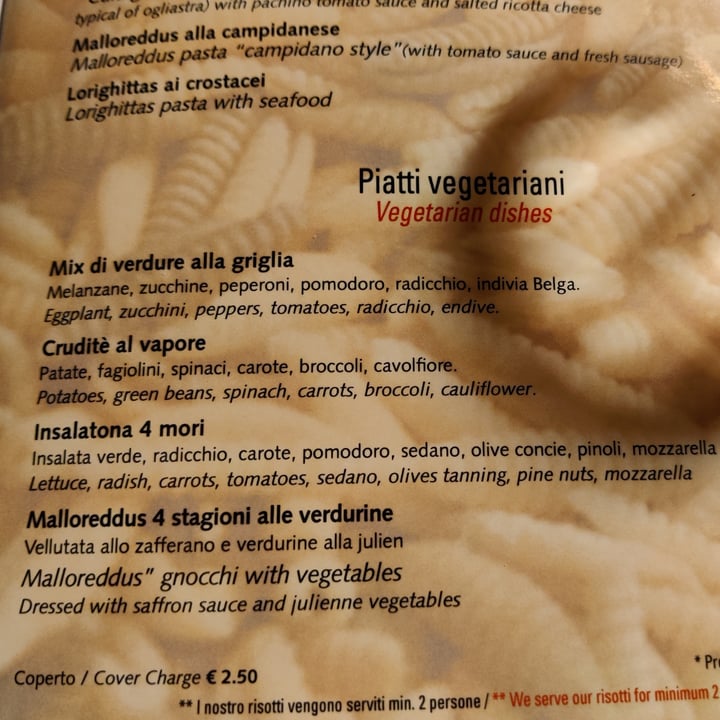 typical of ogliastra) with pachino tomato sauce and salted ricotta cheese
Malloreddus alla campidanese
Malloreddus pasta "campidano style"(with tomato sauce and fresh sausage)
Lorighittas ai crostacei
Lorighittas pasta with seafood
Piatti vegetariani
Vegetarian dishes
Mix di verdure alla griglia
Melanzane, zucchine, peperoni, pomodoro, radicchio, indivia Belga.
Eggplant, zucchini, peppers, tomatoes, radicchio, endive.
Cruditè al vapore
Patate, fagiolini, spinaci, carote, broccoli, cavolfiore.
Potatoes, green beans, spinach, carrots, broccoli, cauliflower.
Insalatona 4 mori
Insalata verde, radicchio, carote, pomodoro, sedano, olive concie, pinoli, mozzarella
Lettuce, radish, carrots, tomatoes, sedano, olives tanning, pine nuts, mozzarella
Malloreddus 4 stagioni alle verdurine
Vellutata allo zafferano e verdurine alla julien
Malloreddus" gnocchi with vegetables
Dressed with saffron sauce and julienne vegetables
Coperto / Cover Charge € 2.50
** I nostro risotti vengono serviti min. 2 persone / ** We serve our risotti for minimum 2